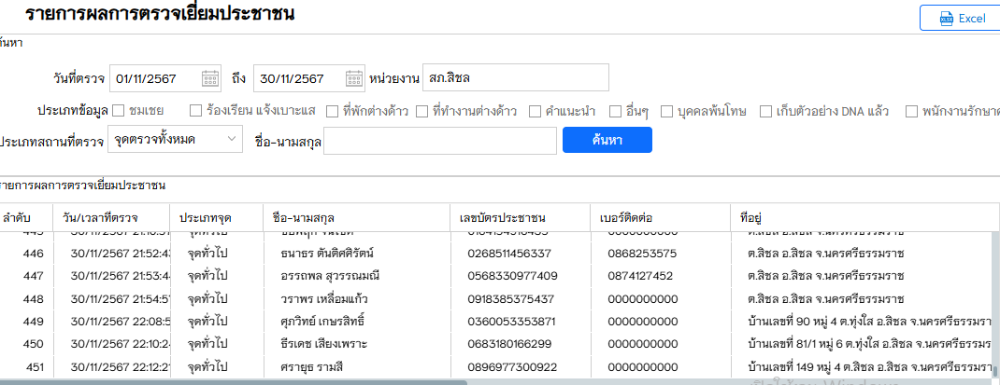 รายการผลการตรวจเยี่ยมประชาชน
Excel
ค้นหา
วันที่ตรวจ 01/11/2567 ถึง 30/11/2567 หน่วยงาน สภ.สิชล
ประเภทข้อมูล ชมเชย ร้องเรียน แจ้งเบาะแส ที่พักต่างด้าว ที่ทำงานต่างด้าว คำแนะนำ อื่นๆ บุคคลพ้นโทษ เก็บตัวอย่าง DNA แล้ว พนักงานรักษา
ประเภทสถานที่ตรวจ จุดตรวจทั้งหมด ชื่อ-นามสกุล ค้นหา
รายการผลการตรวจเยี่ยมประชาชน
ลำดับ วัน/เวลาที่ตรวจ ประเภทจุด ชื่อ-นามสกุล เลขบัตรประชาชน เบอร์ติดต่อ ที่อยู่
446 30/11/2567 21:52:4 จุดทั่วไป ธนาธร ตันติศศิรัตน์ 0268511456337 0868253575 ต.สิชล อ.สิชล จ.นครศรีธรรมราช
447 30/11/2567 21:53:4 จุดทั่วไป อรรถพล สุวรรณมณี 0568330977409 0874127452 ต.สิชล อ.สิชล จ.นครศรีธรรมราช
448 30/11/2567 21:54:5 จุดทั่วไป วราพร เหลื่อมแก้ว 0918385375437 0000000000 ต.สิชล อ.สิชล จ.นครศรีธรรมราช
449 30/11/2567 22:08:5 จุดทั่วไป ศุภวิทย์ เกษรสิทธิ์ 0360053353871 0000000000 บ้านเลขที่ 90 หมู่ 4 ต.ทุ่งใส อ.สิชล จ.นครศรีธรรมรา
450 30/11/2567 22:10:2 จุดทั่วไป ธีรเดช เสียงเพราะ 0683180166299 0000000000 บ้านเลขที่ 81/1 หมู่ 6 ต.ทุ่งใส อ.สิชล จ.นครศรีธรรม
451 30/11/2567 22:12:2 จุดทั่วไป ศรายุธ รามสี 0896977300922 0000000000 บ้านเลขที่ 149 หมู่ 4 ต.สิชล อ.สิชล จ.นครศรีธรรมรา